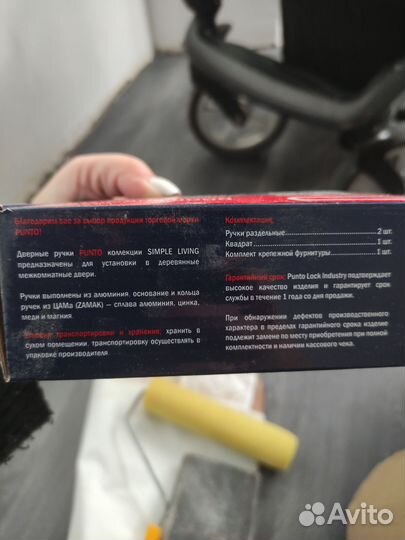 Благодарим вас за выбор продукции торговой марки
PUNTO!
Дверные ручки PUNTO колекции SIMPLE LIVING
предназначены для установки в деревянные
межкомнатные двери.
Ручки выполнены из алюминия, основание и кольца
ручек из ЦАМа (ZAMAK) — сплава алюминия, цинка,
меди и магния.
Условия транспортировки и хранения: хранить в
сухом помещении, транспортировку осуществлять в
упаковке производителя
Комплектация:
Ручки раздельные 2 шт.
Квадрат 1 шт.
Комплект крепежной фурнитуры 1 шт.
Гарантийный срок: Punto Lock Industry подтверждает
высокое качество изделия и гарантирует срок
службы в течение 1 года со дня продажи.
При обнаружении дефектов производственного
характера в пределах гарантийного срока изделие
подлежит замене по месту приобретения при полной
комплектности и наличии кассового чека.
Avito